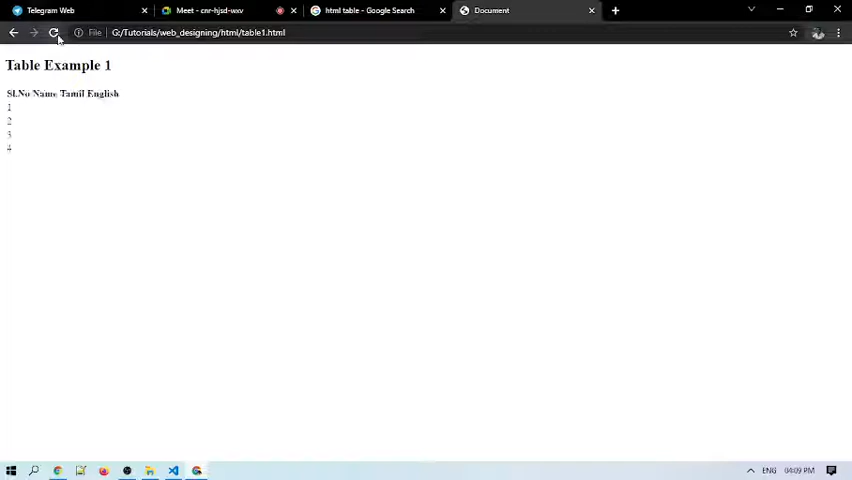 Telegram Web
Meet - cnr-hjsd-wxv
html table - Google Search
Document
File
G:/Tutorials/web_designing/html/table1.html
Table Example 1
Sl.No Name Tamil English
1
2
3
4
ENG
04:09 PM